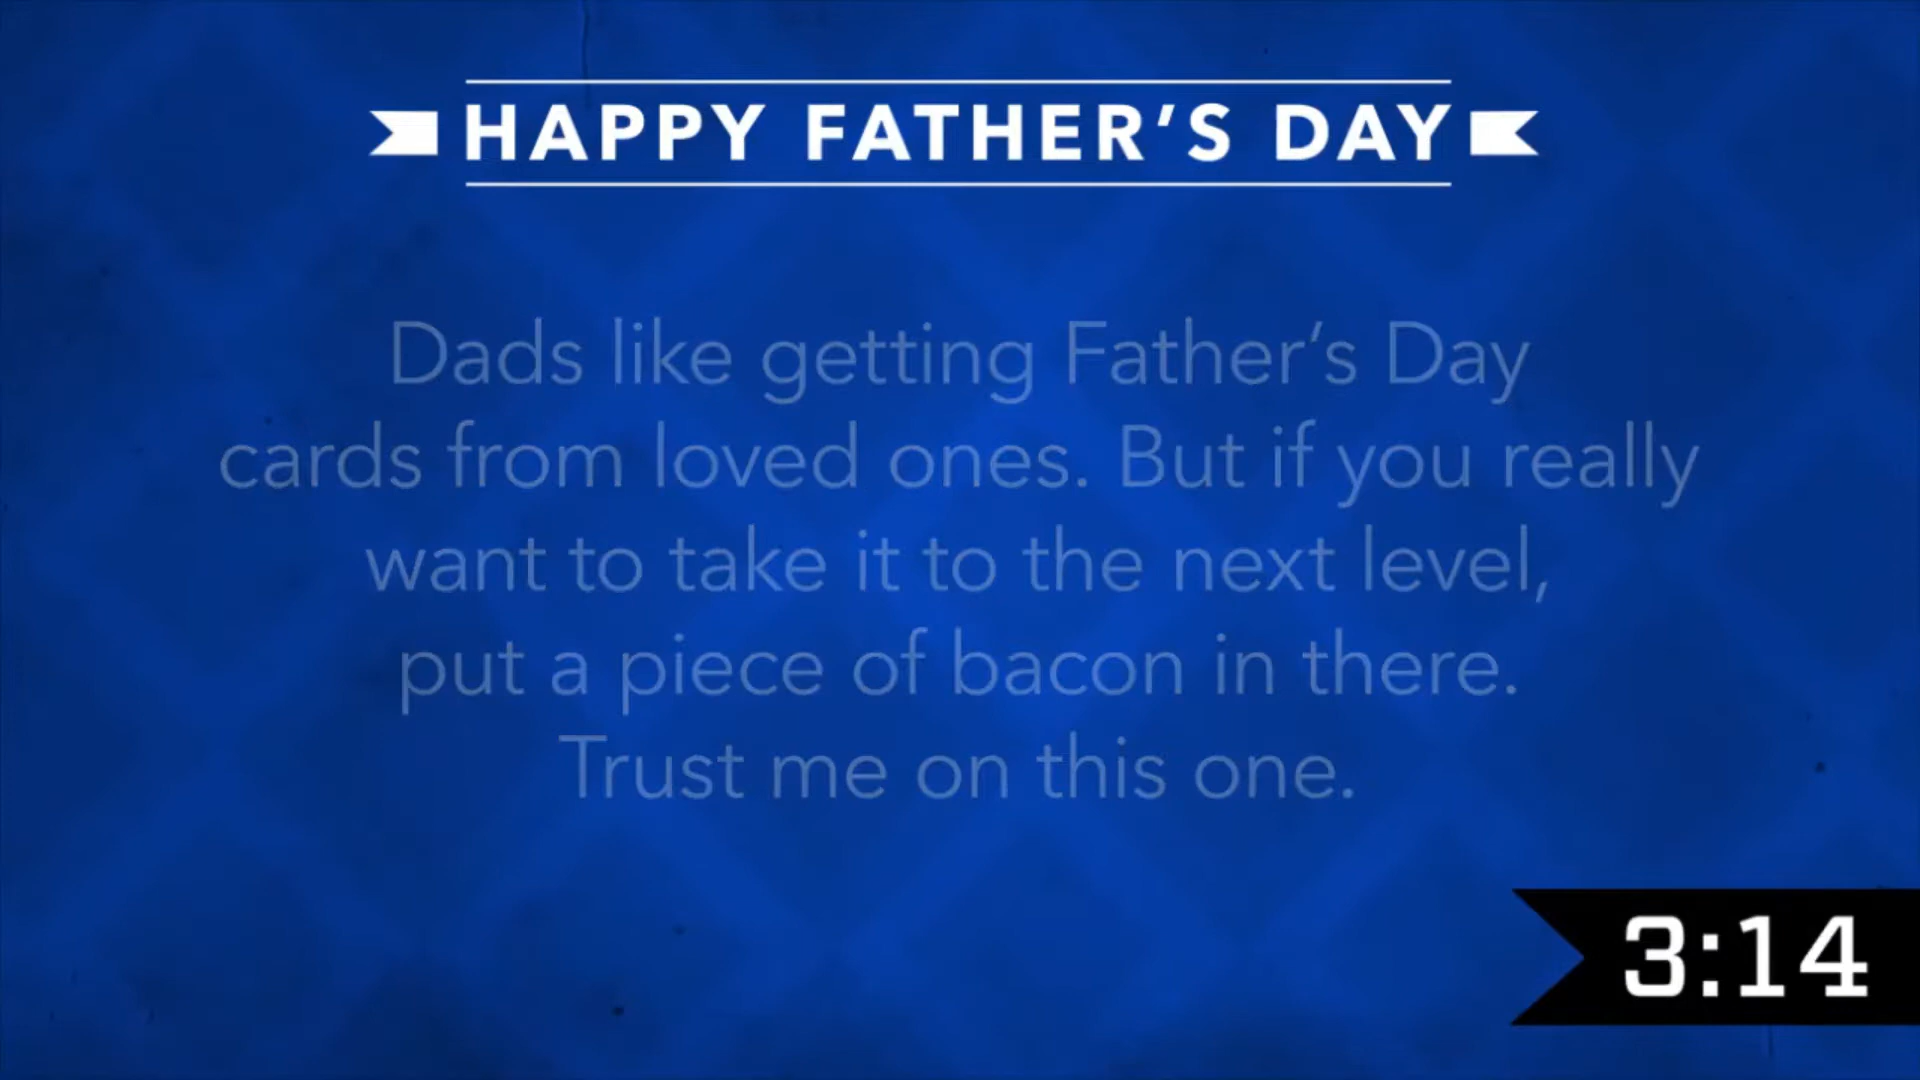 HAPPY FATHER’S DAY
Dads like getting Father’s Day
cards from loved ones. But if you really
want to take it to the next level,
put a piece of bacon in there.
Trust me on this one.
3:14